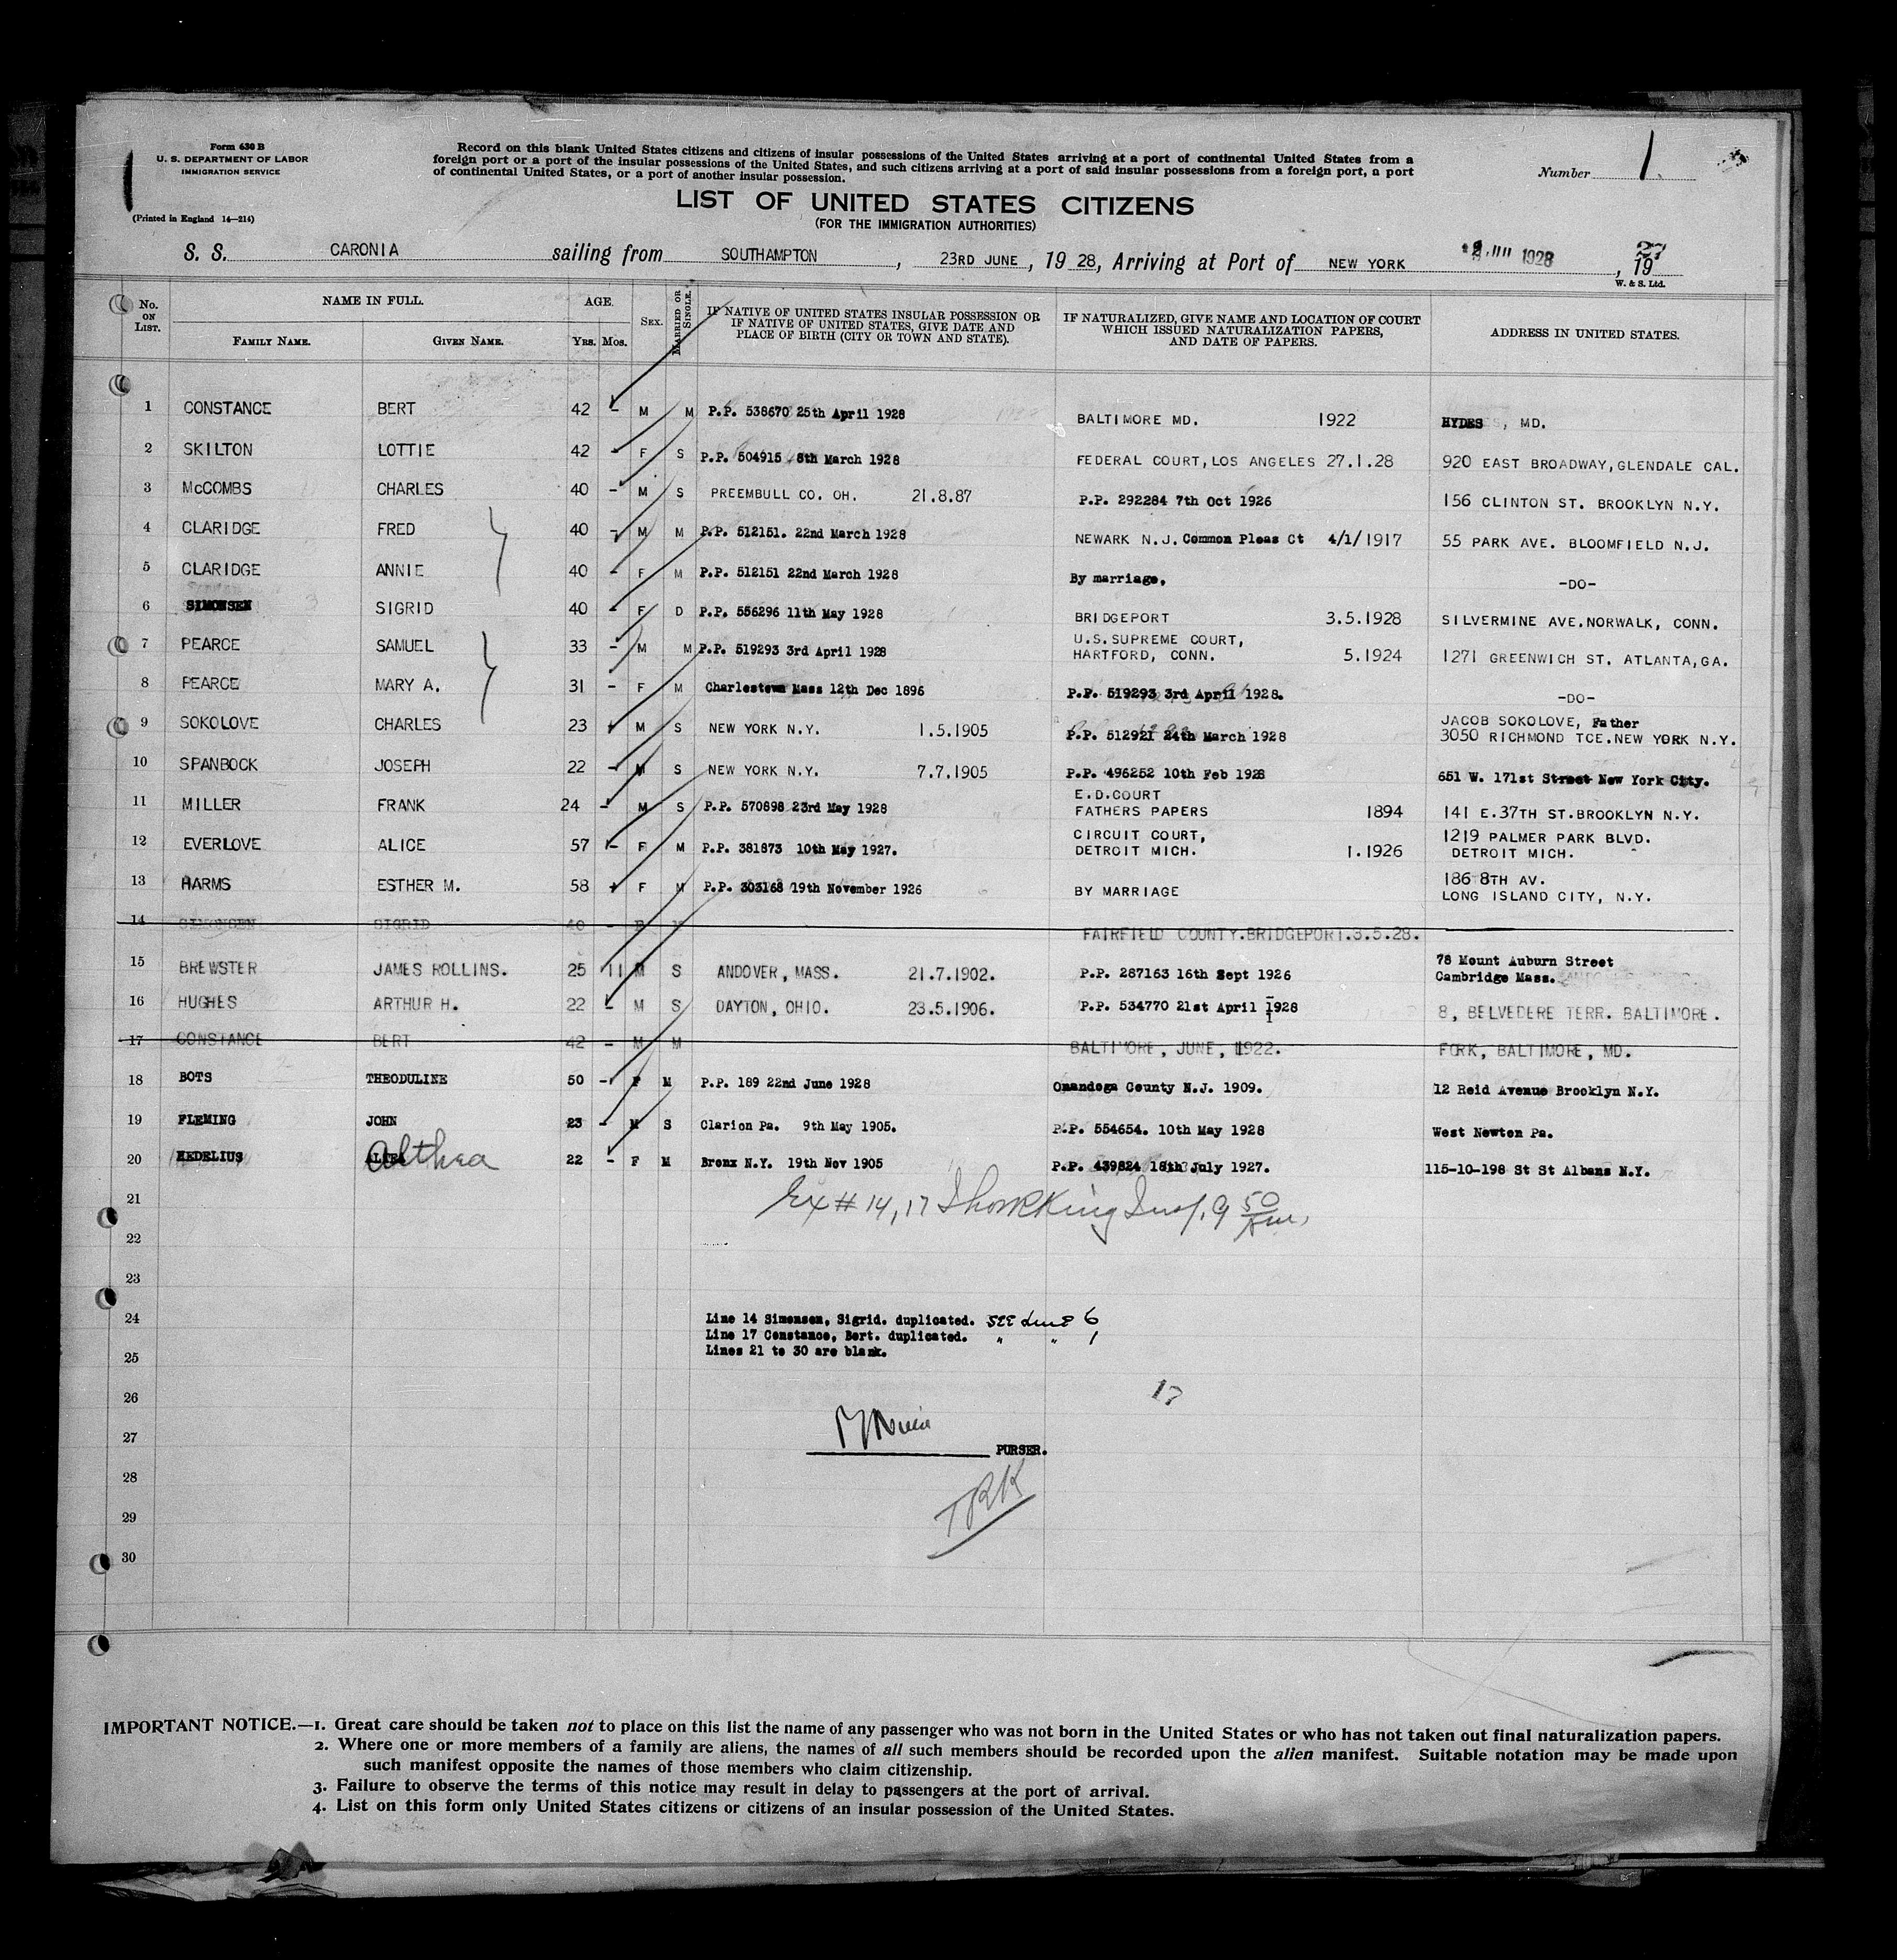 Form 630 B
U. S. DEPARTMENT OF LABOR
IMMIGRATION SERVICE
(Printed in England 14—214)
Record on this blank United States citizens and citizens of insular possessions of the United States arriving at a port of continental United States from a
foreign port or a port of the insular possessions of the United States, and such citizens arriving at a port of said insular possessions from a foreign port, a port
of continental United States, or a port of another insular possession.
Number 1.
LIST OF UNITED STATES CITIZENS
(FOR THE IMMIGRATION AUTHORITIES)
S. S. CARONIA sailing from SOUTHAMPTON, 23RD JUNE, 19 28, Arriving at Port of NEW YORK 1928, 19
27
W. & S. Ltd.
No. ON LIST. NAME IN FULL. AGE. SEX. MARRIED OR SINGLE. IF NATIVE OF UNITED STATES INSULAR POSSESSION OR IF NATIVE OF UNITED STATES, GIVE DATE AND PLACE OF BIRTH (CITY OR TOWN AND STATE). IF NATURALIZED, GIVE NAME AND LOCATION OF COURT WHICH ISSUED NATURALIZATION PAPERS, AND DATE OF PAPERS. ADDRESS IN UNITED STATES.
FAMILY NAME. GIVEN NAME. YRS. MOS.
1 CONSTANCE BERT 42 - M M P.P. 538670 25th April 1928 BALTIMORE MD. 1922 HYDES, MD.
2 SKILTON LOTTIE 42 - F S P.P. 504915 8th March 1928 FEDERAL COURT, LOS ANGELES 27.1.28 920 EAST BROADWAY, GLENDALE CAL.
3 McCOMBS CHARLES 40 - M S PREEMBULL CO. OH. 21.8.87 P.P. 292284 7th Oct 1926 156 CLINTON ST. BROOKLYN N.Y.
4 CLARIDGE FRED 40 - M M P.P. 512151. 22nd March 1928 NEWARK N.J. Common Pleas Ct 4/1/1917 55 PARK AVE. BLOOMFIELD N.J.
5 CLARIDGE ANNIE 40 - F M P.P. 512151 22nd March 1928 By marriage. -DO-
6 SIMONSEN SIGRID 40 - F D P.P. 556296 11th May 1928 BRIDGEPORT 3.5.1928 SILVERMINE AVE. NORWALK, CONN.
7 PEARCE SAMUEL 33 - M M P.P. 519293 3rd April 1928 U.S. SUPREME COURT,
HARTFORD, CONN. 5.1924 1271 GREENWICH ST. ATLANTA, GA.
8 PEARCE MARY A. 31 - F M Charlestown Mass 12th Dec 1896 P.P. 519293 3rd April 1928. -DO-
9 SOKOLOVE CHARLES 23 - M S NEW YORK N.Y. 1.5.1905 P.P. 512921 24th March 1928 JACOB SOKOLOVE, Father
3050 RICHMOND TCE. NEW YORK N.Y.
10 SPANBOCK JOSEPH 22 - M S NEW YORK N.Y. 7.7.1905 P.P. 496252 10th Feb 1928 651 W. 171st Street New York City.
11 MILLER FRANK 24 - M S P.P. 570898 23rd May 1928 E.D. COURT
FATHERS PAPERS 1894 141 E. 37TH ST. BROOKLYN N.Y.
12 EVERLOVE ALICE 57 - F M P.P. 381873 10th May 1927. CIRCUIT COURT,
DETROIT MICH. 1.1926 1219 PALMER PARK BLVD.
DETROIT MICH.
13 HARMS ESTHER M. 58 - F M P.P. 303168 19th November 1926 BY MARRIAGE 186 8TH AV.
LONG ISLAND CITY, N.Y.
14 SIMONSEN SIGRID 40 - F FAIRFIELD COUNTY. BRIDGEPORT. 3.5.28.
15 BREWSTER JAMES ROLLINS. 25 11 M S ANDOVER, MASS. 21.7.1902. P.P. 287163 16th Sept 1926 78 Mount Auburn Street
Cambridge Mass.
16 HUGHES ARTHUR H. 22 - M S DAYTON, OHIO. 23.5.1906. P.P. 534770 21st April 1928 8, BELVEDERE TERR. BALTIMORE.
17 CONSTANCE BERT 42 - M M BALTIMORE, JUNE, 1922. FORK, BALTIMORE, MD.
18 BOTS THEODULINE 50 - F M P.P. 189 22nd June 1928 Onandoga County N.J. 1909. 12 Reid Avenue Brooklyn N.Y.
19 FLEMING JOHN 23 - M S Clarion Pa. 9th May 1905. P.P. 554654. 10th May 1928 West Newton Pa.
20 HEDELIUS Althea 22 - F M Bronx N.Y. 19th Nov 1905 P.P. 439824 18th July 1927. 115-10-198 St St Albans N.Y.
21
Ex # 14, 17 King Insp. 9 50
22
23
24 Line 14 Simonsen, Sigrid. duplicated. SEE LINE 6
Line 17 Constance, Bert. duplicated. " " 1
25 Lines 21 to 30 are blank.
26 17
27 PURSER.
28
29 TRK
30
IMPORTANT NOTICE.—1. Great care should be taken not to place on this list the name of any passenger who was not born in the United States or who has not taken out final naturalization papers.
2. Where one or more members of a family are aliens, the names of all such members should be recorded upon the alien manifest. Suitable notation may be made upon
such manifest opposite the names of those members who claim citizenship.
3. Failure to observe the terms of this notice may result in delay to passengers at the port of arrival.
4. List on this form only United States citizens or citizens of an insular possession of the United States.